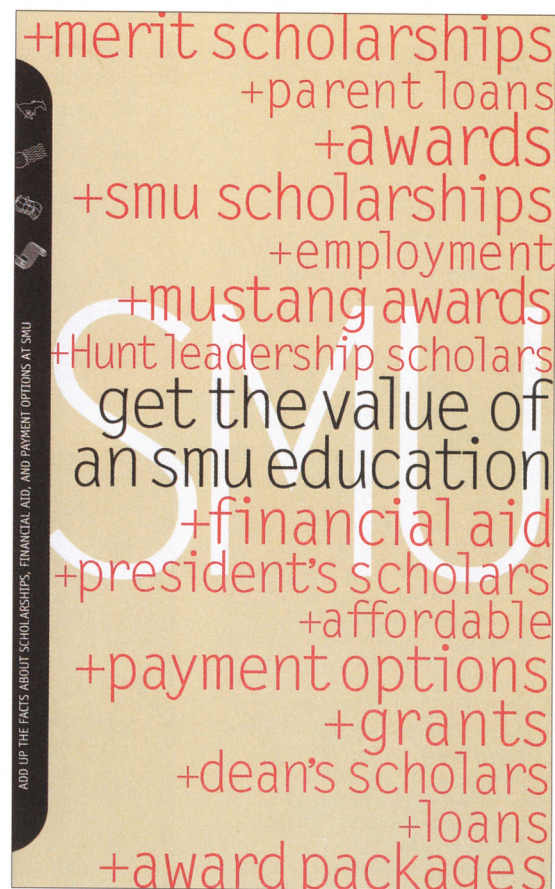 +merit scholarships
+parent loans
+awards
+smu scholarships
+employment
+mustang awards
+Hunt leadership scholars
get the value of
an smu education
+financial aid
+president's scholars
+affordable
+payment options
+grants
+dean's scholars
+loans
+award packages
SMU
ADD UP THE FACTS ABOUT SCHOLARSHIPS, FINANCIAL AID, AND PAYMENT OPTIONS AT SMU